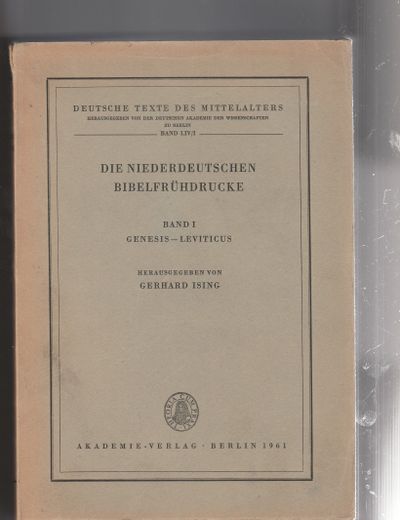 DEUTSCHE TEXTE DES MITTELALTERS
HERAUSGEGEBEN VON DER DEUTSCHEN AKADEMIE DER WISSENSCHAFTEN
ZU BERLIN
BAND LIV/1
DIE NIEDERDEUTSCHEN
BIBELFRÜHDRUCKE
BAND I
GENESIS – LEVITICUS
HERAUSGEGEBEN VON
GERHARD ISING
AKADEMIE-VERLAG · BERLIN 1961